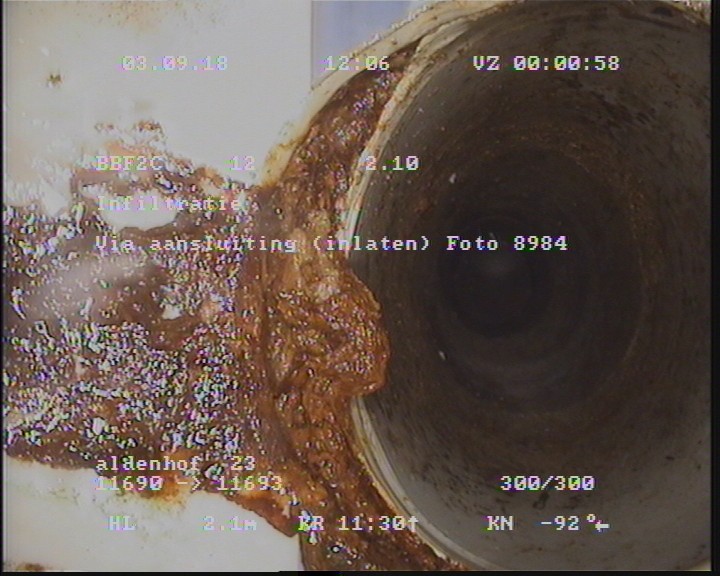 03.09.18 12:06 VZ 00:00:58
BBF2C 12 2.10
Infiltratie
Via aansluiting (inlaten) Foto 8984
aldenhof 23
11690 -> 11693 300/300
HL 2.1m RR 11:30↑ KN -92°←